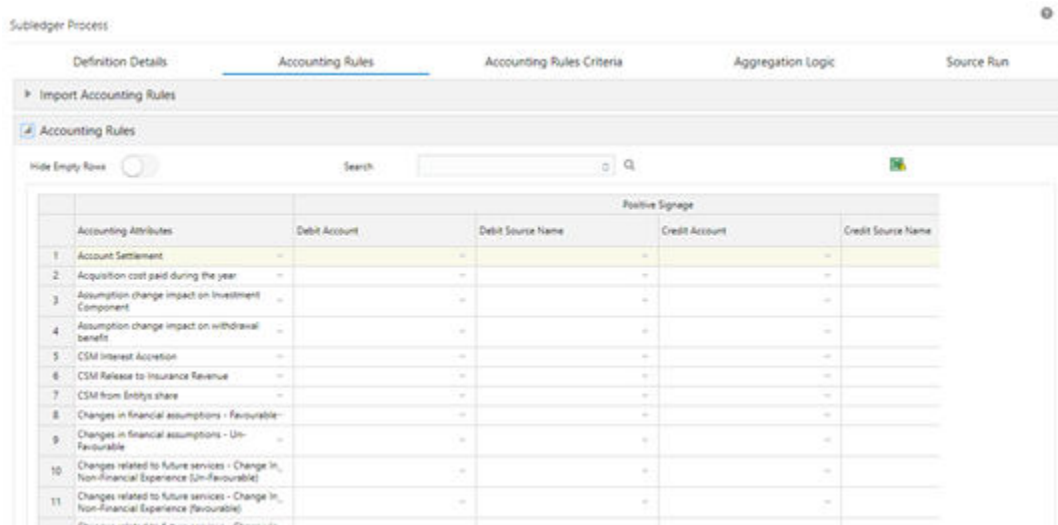 Subledger Process
Definition Details Accounting Rules Accounting Rules Criteria Aggregation Logic Source Run
Import Accounting Rules
Accounting Rules
Hide Empty Rows Search
Positive Signage
Accounting Attributes Debit Account Debit Source Name Credit Account Credit Source Name
1 Account Settlement
2 Acquisition cost paid during the year
3 Assumption change impact on Investment
Component
4 Assumption change impact on withdrawal
benefit
5 CSM Interest Accretion
6 CSM Release to Insurance Revenue
7 CSM from Entitys share
8 Changes in financial assumptions - Favourable
9 Changes in financial assumptions - Un-
Favourable
10 Changes related to future services - Change In
Non-Financial Experience (Un-Favourable)
11 Changes related to future services - Change In
Non-Financial Experience (favourable)